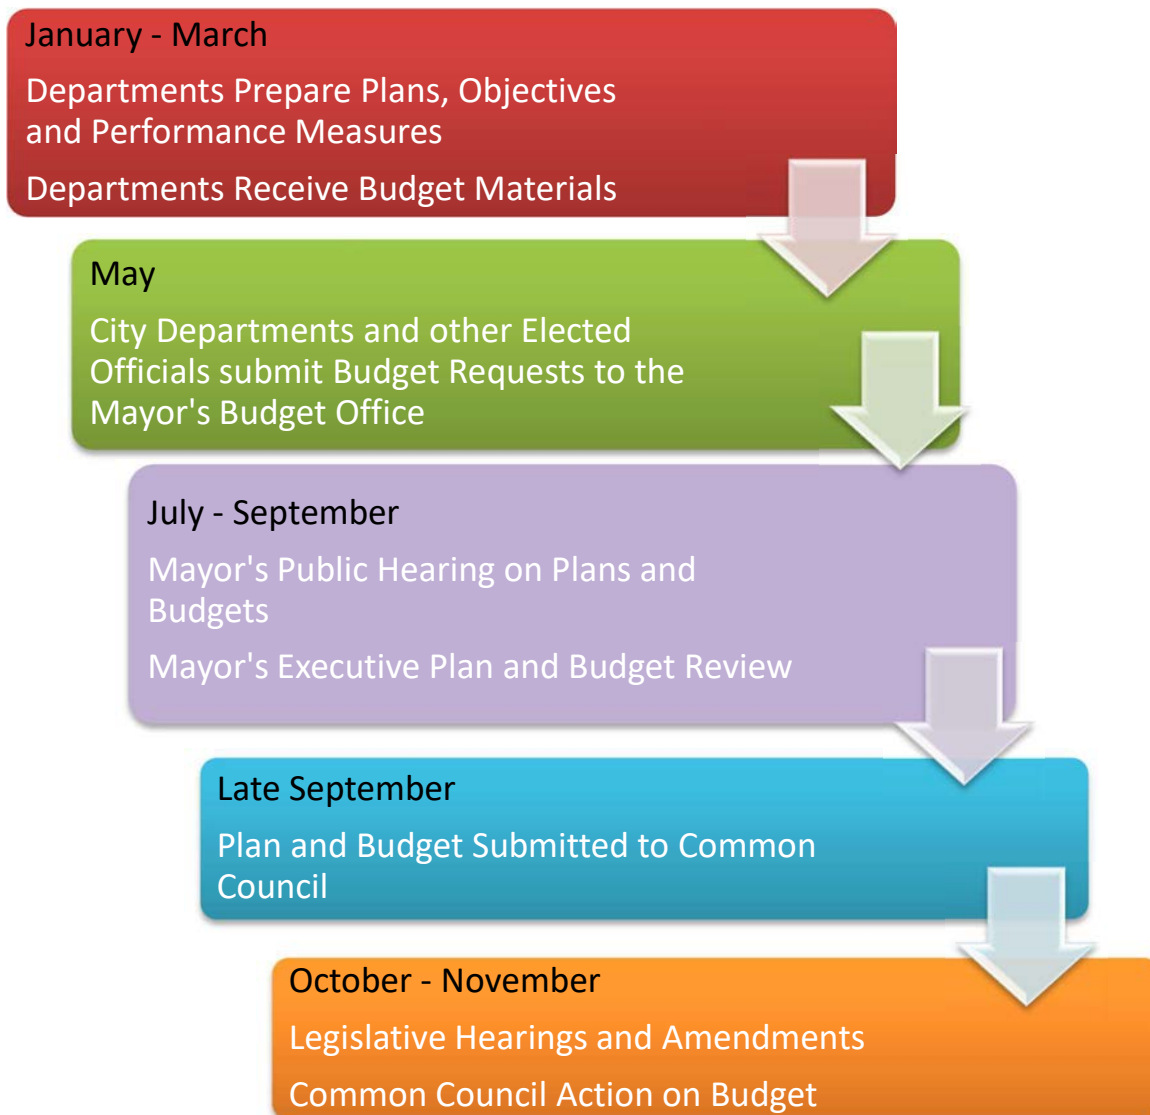 January - March
Departments Prepare Plans, Objectives
and Performance Measures
Departments Receive Budget Materials
May
City Departments and other Elected
Officials submit Budget Requests to the
Mayor's Budget Office
July - September
Mayor's Public Hearing on Plans and
Budgets
Mayor's Executive Plan and Budget Review
Late September
Plan and Budget Submitted to Common
Council
October - November
Legislative Hearings and Amendments
Common Council Action on Budget